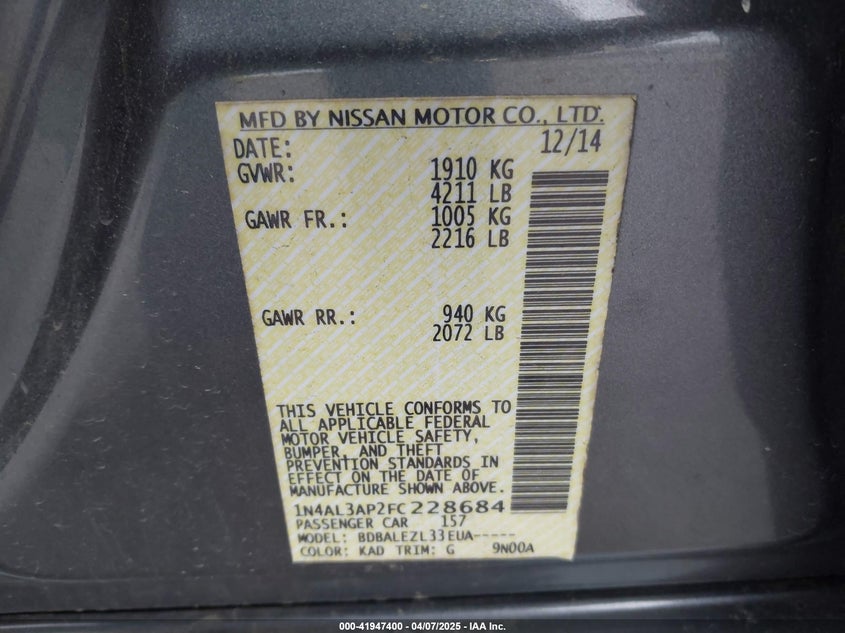 MFD BY NISSAN MOTOR CO., LTD.
DATE: 12/14
GVWR: 1910 KG
4211 LB
GAWR FR.: 1005 KG
2216 LB
GAWR RR.: 940 KG
2072 LB
THIS VEHICLE CONFORMS TO
ALL APPLICABLE FEDERAL
MOTOR VEHICLE SAFETY,
BUMPER, AND THEFT
PREVENTION STANDARDS IN
EFFECT ON THE DATE OF
MANUFACTURE SHOWN ABOVE.
1N4AL3AP2FC228684
PASSENGER CAR 157
MODEL: BDBALEZL33EUA-----
COLOR: KAD TRIM: G 9N00A
000-41947400 - 04/07/2025 - IAA Inc.